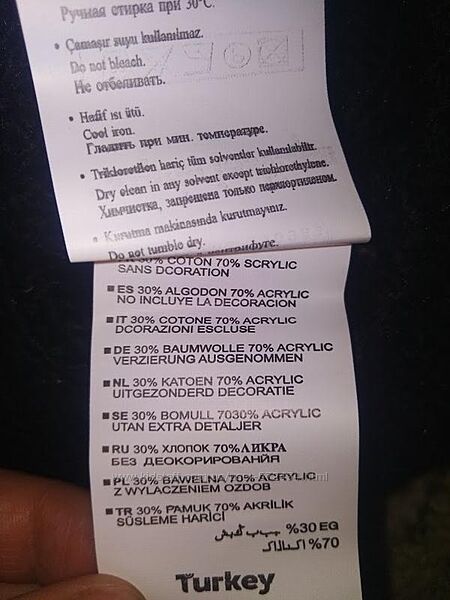 Ручная стирка при 30°C.
• Çamaşır suyu kullanılmaz.
Do not bleach.
Не отбеливать.
• Hafif ısı ütü.
Cool iron.
Гладить при мин. температуре.
• Trikloretilen hariç tüm solventler kullanılabilir.
Dry clean in any solvent except trichlorethylene.
Химчистка, запрещена только перхлорэтиленом.
• Kurutma makinasında kurutmayınız.
Do not tumble dry.
30% COTON 70% SCRYLIC
SANS DCORATION
■ ES 30% ALGODON 70% ACRYLIC
NO INCLUYE LA DECORACION
■ IT 30% COTONE 70% ACRYLIC
DCORAZIONI ESCLUSE
■ DE 30% BAUMWOLLE 70% ACRYLIC
VERZIERUNG AUSGENOMMEN
■ NL 30% KATOEN 70% ACRYLIC
UITGEZONDERD DECORATIE
■ SE 30% BOMULL 7030% ACRYLIC
UTAN EXTRA DETALJER
■ RU 30% ХЛОПОК 70% ЛИКРА
БЕЗ ДЕОКОРИРОВАНЙЯ
■ PL 30% BAWELNA 70% ACRYLIC
Z WYLACZENIEM OZDOB
■ TR 30% PAMUK 70% AKRİLİK
SÜSLEME HARİCİ
%30 EG
%70
Turkey